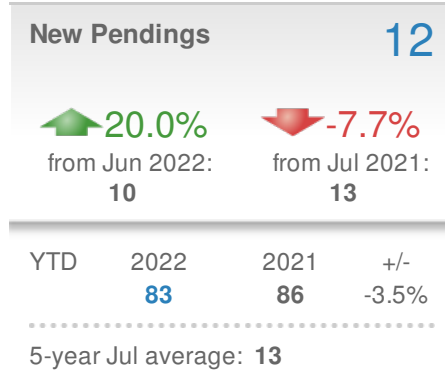 New Pendings 12
20.0% -7.7%
from Jun 2022: from Jul 2021:
10 13
YTD 2022 2021 +/-
83 86 -3.5%
5-year Jul average: 13